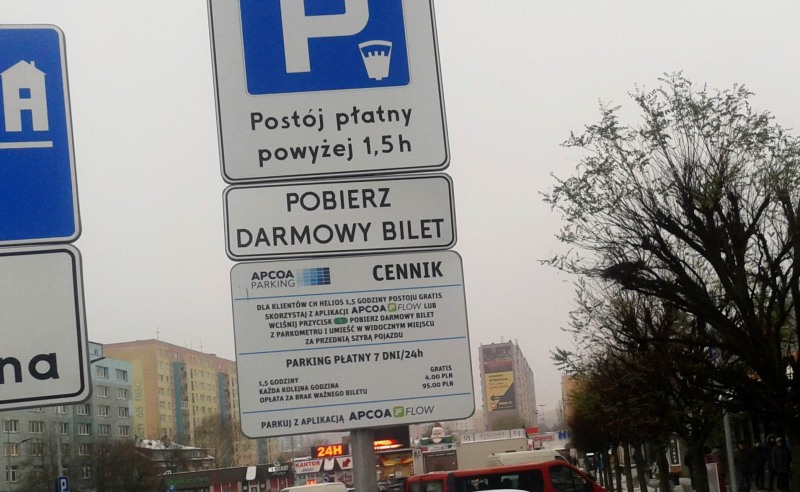 P
Postój płatny
powyżej 1,5 h
POBIERZ
DARMOWY BILET
APCOA
PARKING
CENNIK
DLA KLIENTÓW CH HELIOS 1,5 GODZINY POSTOJU GRATIS
SKORZYSTAJ Z APLIKACJI APCOA FLOW LUB
WCIŚNIJ PRZYCISK POBIERZ DARMOWY BILET
Z PARKOMETRU I UMIEŚĆ W WIDOCZNYM MIEJSCU
ZA PRZEDNIĄ SZYBĄ POJAZDU
PARKING PŁATNY 7 DNI/24h
1,5 GODZINY GRATIS
KAŻDA KOLEJNA GODZINA 4.00 PLN
OPŁATA ZA BRAK WAŻNEGO BILETU 95.00 PLN
PARKUJ Z APLIKACJĄ APCOA FLOW
na
24H
KANTOR
P